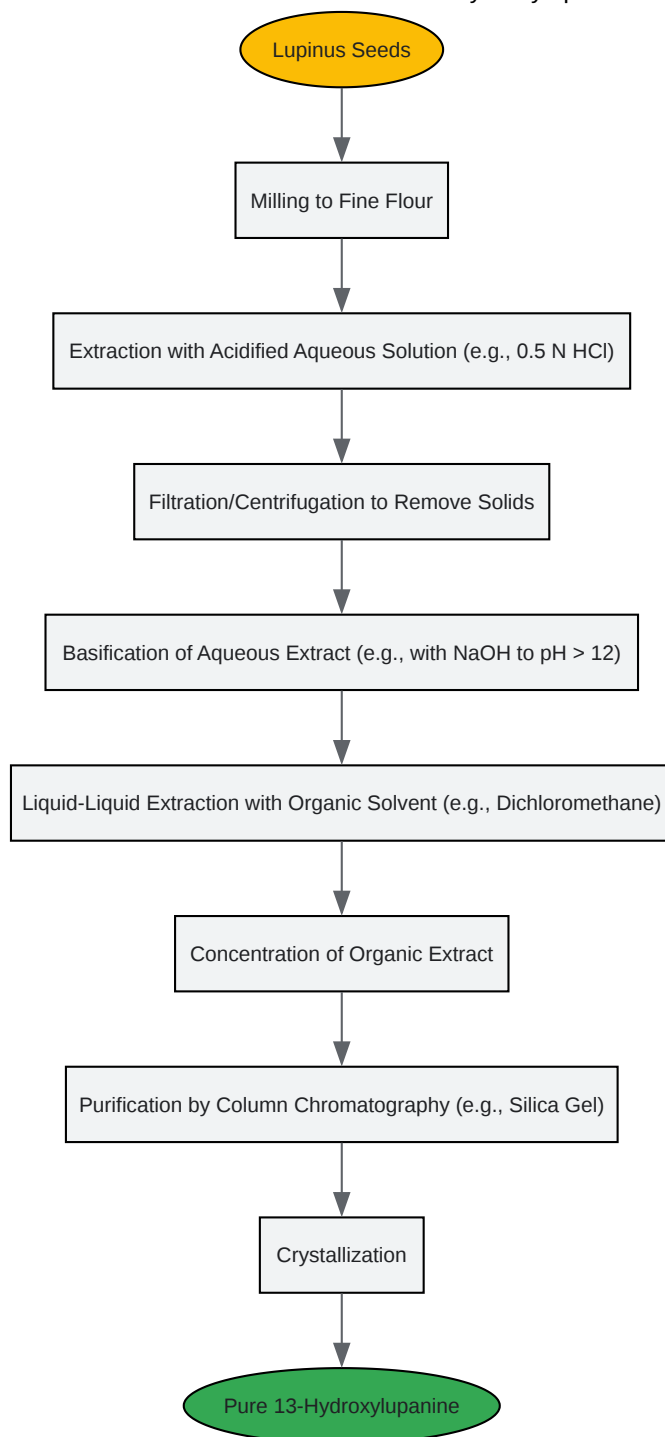 Lupinus Seeds
Milling to Fine Flour
Extraction with Acidified Aqueous Solution (e.g., 0.5 N HCl)
Filtration/Centrifugation to Remove Solids
Basification of Aqueous Extract (e.g., with NaOH to pH > 12)
Liquid-Liquid Extraction with Organic Solvent (e.g., Dichloromethane)
Concentration of Organic Extract
Purification by Column Chromatography (e.g., Silica Gel)
Crystallization
Pure 13-Hydroxylupanine